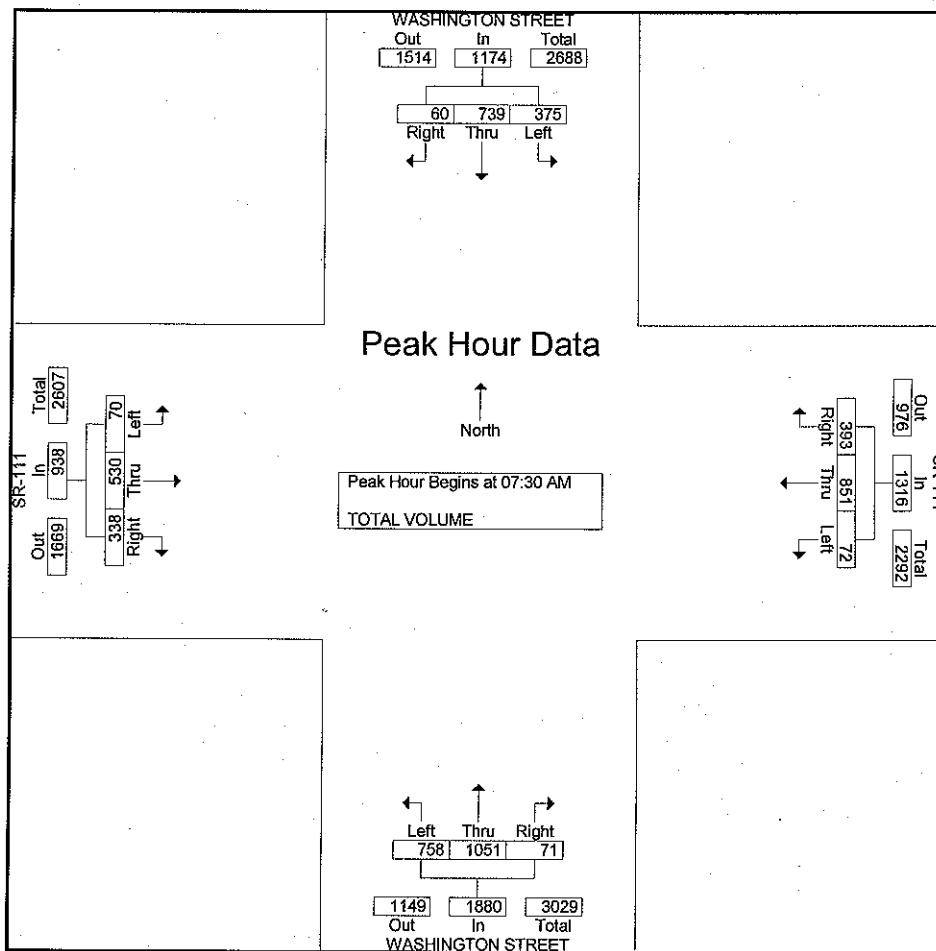 WASHINGTON STREET
Out In Total
1514 1174 2688
60 739 375
Right Thru Left
Peak Hour Data
North
Peak Hour Begins at 07:30 AM
TOTAL VOLUME
SR-111
Total In Out
2607 938 1669
70 530 338
Left Thru Right
Out In Total
976 1316 2292
393 851 72
Right Thru Left
Left Thru Right
758 1051 71
1149 1880 3029
Out In Total
WASHINGTON STREET